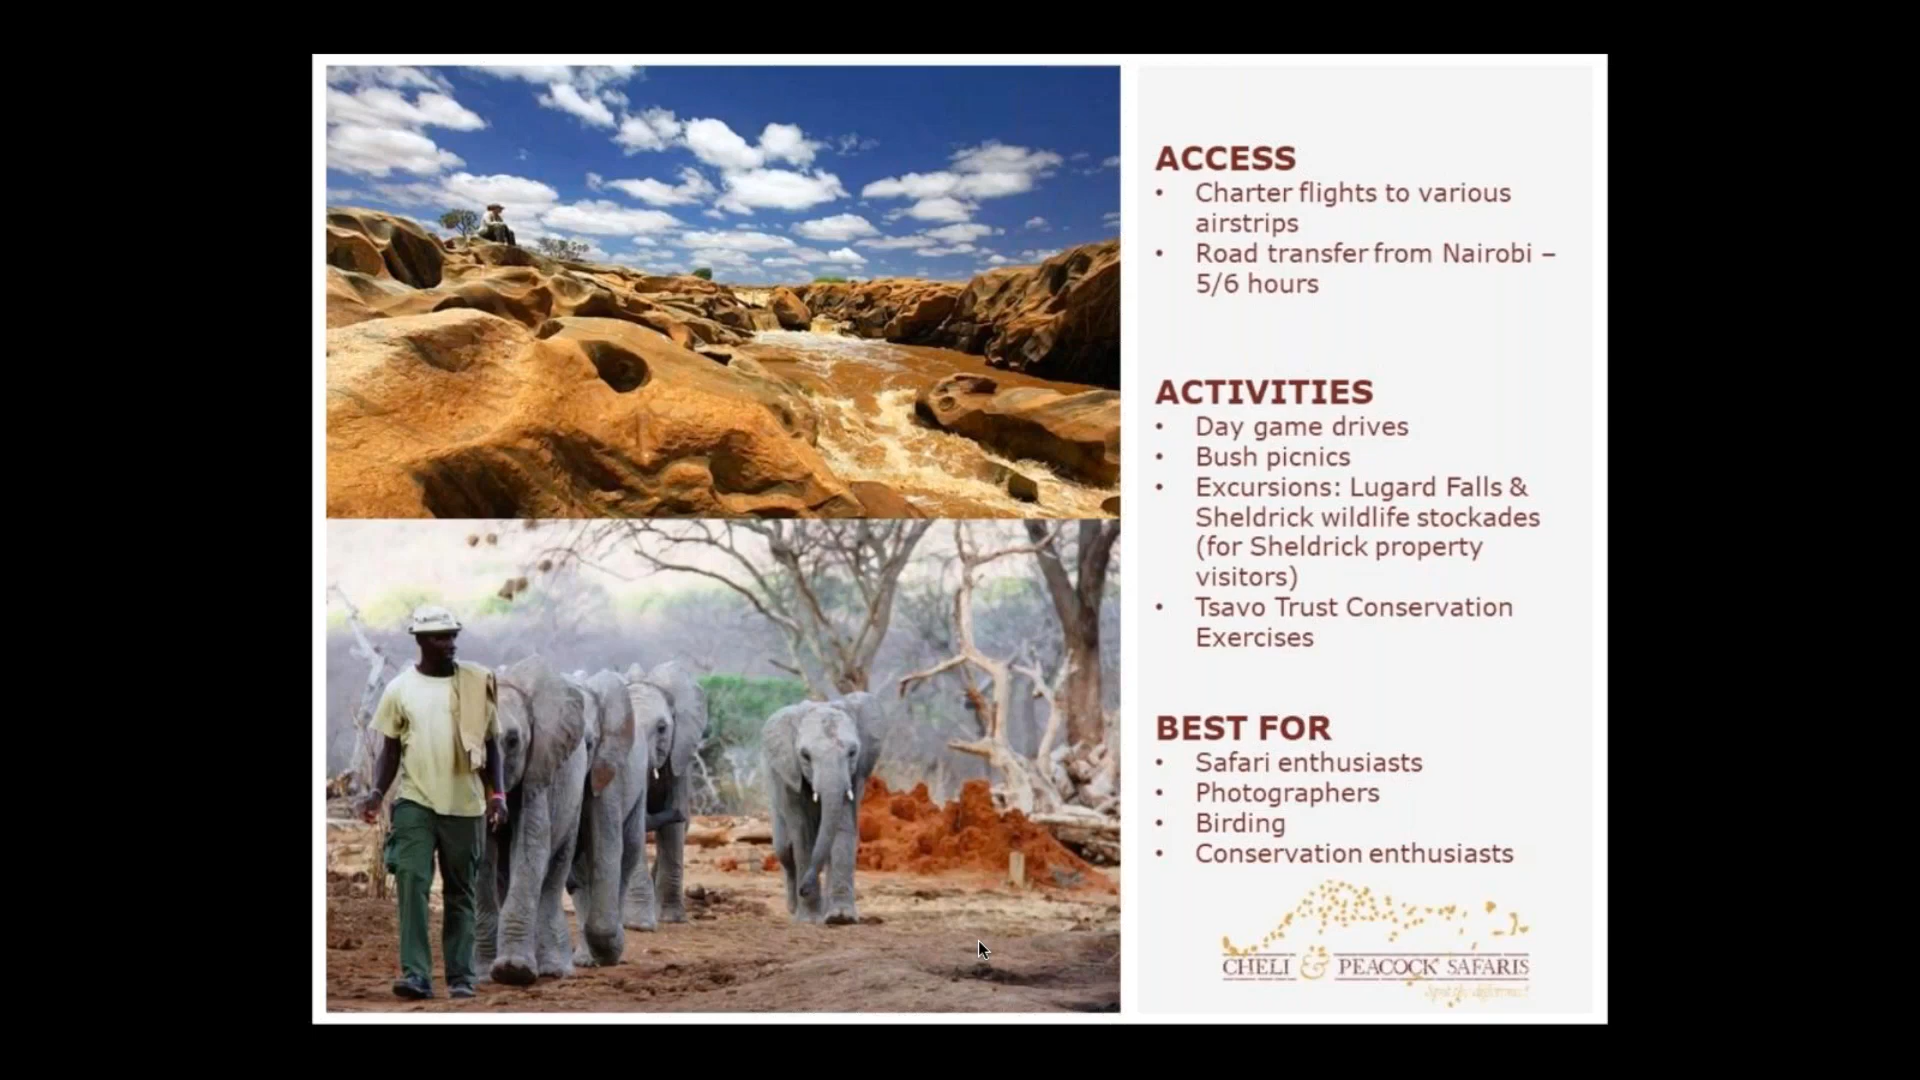 ACCESS
• Charter flights to various
airstrips
• Road transfer from Nairobi –
5/6 hours
ACTIVITIES
• Day game drives
• Bush picnics
• Excursions: Lugard Falls &
Sheldrick wildlife stockades
(for Sheldrick property
visitors)
• Tsavo Trust Conservation
Exercises
BEST FOR
• Safari enthusiasts
• Photographers
• Birding
• Conservation enthusiasts
CHELI & PEACOCK SAFARIS